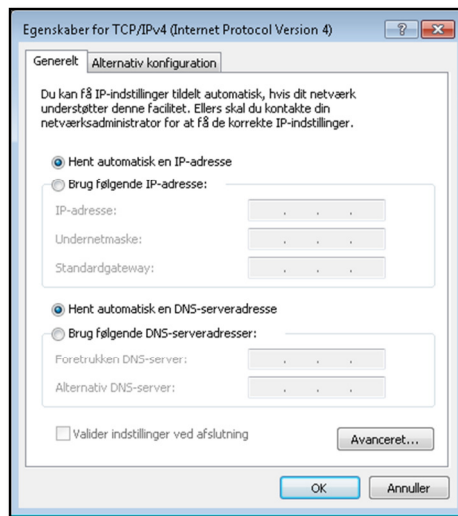 Egenskaber for TCP/IPv4 (Internet Protocol Version 4)
Generelt Alternativ konfiguration
Du kan få IP-indstillinger tildelt automatisk, hvis dit netværk
understøtter denne facilitet. Ellers skal du kontakte din
netværksadministrator for at få de korrekte IP-indstillinger.
Hent automatisk en IP-adresse
Brug følgende IP-adresse:
IP-adresse:
Undernetmaske:
Standardgateway:
Hent automatisk en DNS-serveradresse
Brug følgende DNS-serveradresser:
Foretrukken DNS-server:
Alternativ DNS-server:
Valider indstillinger ved afslutning
Avanceret...
OK Annuller